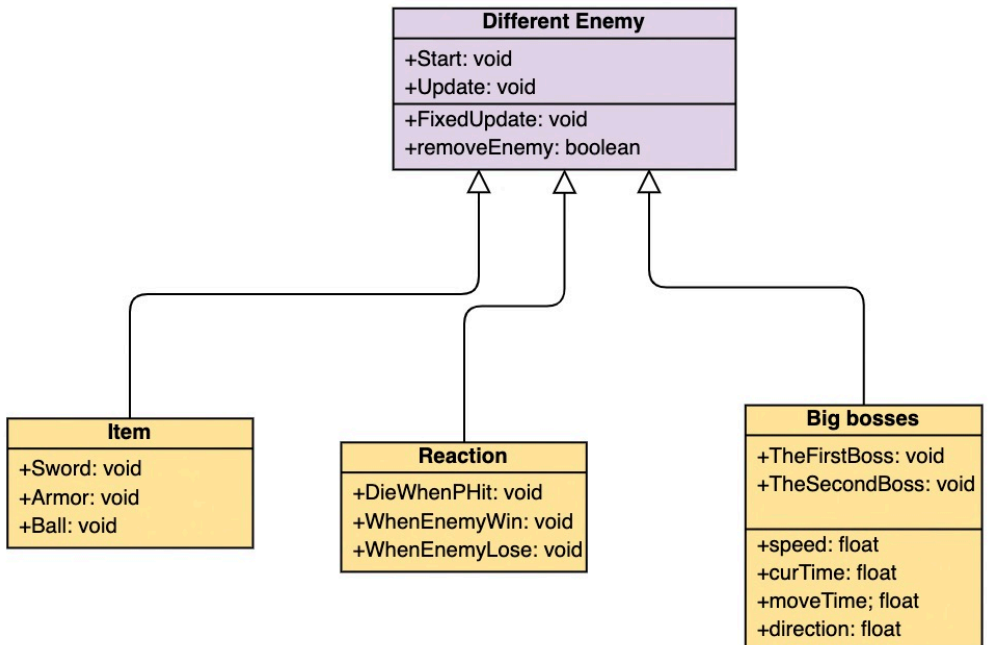 Different Enemy
+Start: void
+Update: void
+FixedUpdate: void
+removeEnemy: boolean
Item
+Sword: void
+Armor: void
+Ball: void
Reaction
+DieWhenPHit: void
+WhenEnemyWin: void
+WhenEnemyLose: void
Big bosses
+TheFirstBoss: void
+TheSecondBoss: void
+speed: float
+curTime: float
+moveTime; float
+direction: float